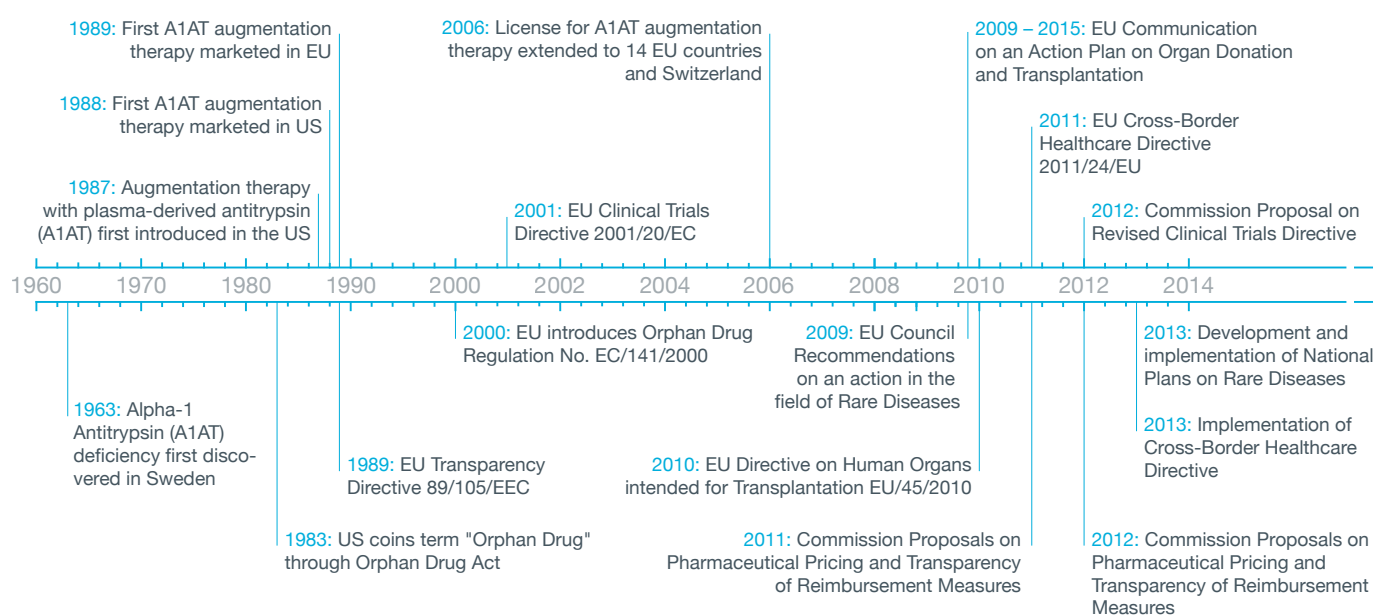 1989: First A1AT augmentation
therapy marketed in EU
1988: First A1AT augmentation
therapy marketed in US
1987: Augmentation therapy
with plasma-derived antitrypsin
(A1AT) first introduced in the US
2001: EU Clinical Trials
Directive 2001/20/EC
2006: License for A1AT augmentation
therapy extended to 14 EU countries
and Switzerland
2009 – 2015: EU Communication
on an Action Plan on Organ Donation
and Transplantation
2011: EU Cross-Border
Healthcare Directive
2011/24/EU
2012: Commission Proposal on
Revised Clinical Trials Directive
1960 1970 1980 1990 2000 2002 2004 2006 2008 2010 2012 2014
1963: Alpha-1
Antitrypsin (A1AT)
deficiency first disco-
vered in Sweden
1983: US coins term "Orphan Drug"
through Orphan Drug Act
1989: EU Transparency
Directive 89/105/EEC
2000: EU introduces Orphan Drug
Regulation No. EC/141/2000
2009: EU Council
Recommendations
on an action in the
field of Rare Diseases
2010: EU Directive on Human Organs
intended for Transplantation EU/45/2010
2011: Commission Proposals on
Pharmaceutical Pricing and Transparency
of Reimbursement Measures
2013: Development and
implementation of National
Plans on Rare Diseases
2013: Implementation of
Cross-Border Healthcare
Directive
2012: Commission Proposals on
Pharmaceutical Pricing and
Transparency of Reimbursement
Measures